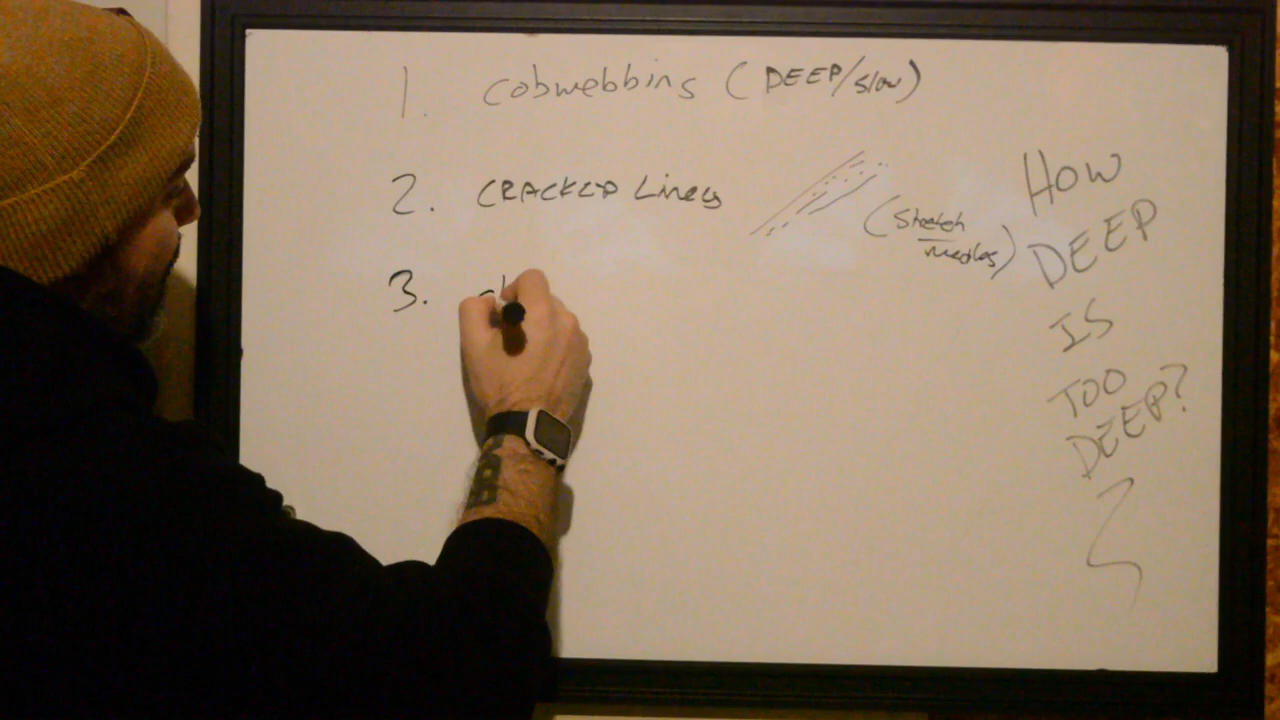 1. Cobwebbing (DEEP/slow)
2. CRACKED Lines
(Stretch
needles)
3.
HOW
DEEP
IS
TOO
DEEP?